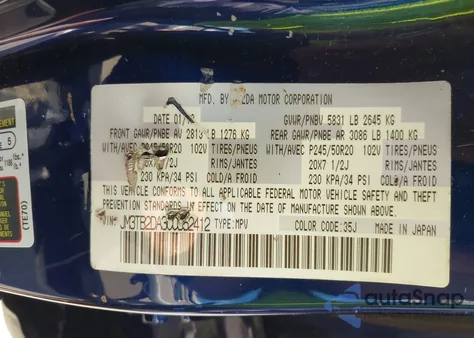 MFD. BY MAZDA MOTOR CORPORATION
DATE 01/ GVWR/PNBV 5831 LB 2645 KG
FRONT GAWR/PNBE AV 2813 LB 1276 KG REAR GAWR/PNBE AR 3086 LB 1400 KG
WITH/AVEC 102V TIRES/PNEUS WITH/AVEC P245/50R20 102V TIRES/PNEUS
1/2J RIMS/JANTES 20X7 1/2J RIMS/JANTES
230 KPA/34 PSI COLD/A FROID 230 KPA/34 PSI COLD/A FROID
THIS VEHICLE CONFORMS TO ALL APPLICABLE FEDERAL MOTOR VEHICLE SAFETY AND THEFT
PREVENTION STANDARDS IN EFFECT ON THE DATE OF MANUFACTURE SHOWN ABOVE.
TYPE:MPV COLOR CODE:35J MADE IN JAPAN
(TE70)
autoSnap